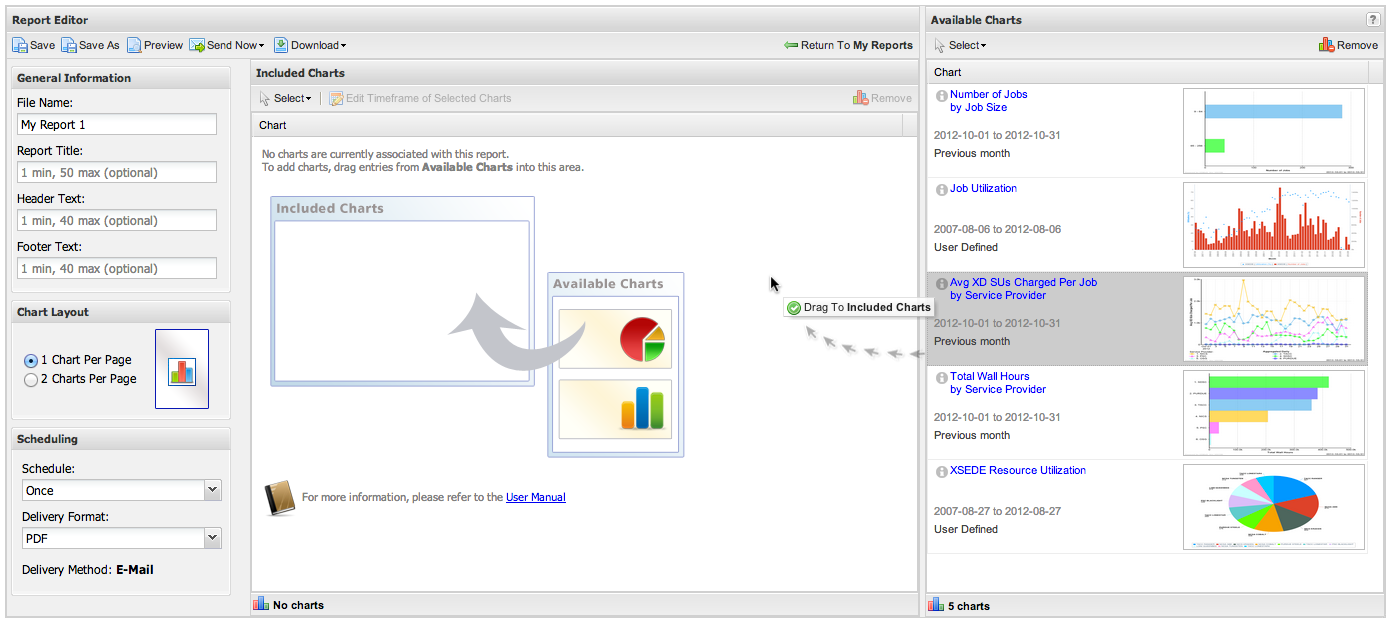 Report Editor
Save Save As Preview Send Now Download Return To My Reports
General Information
File Name:
My Report 1
Report Title:
1 min, 50 max (optional)
Header Text:
1 min, 40 max (optional)
Footer Text:
1 min, 40 max (optional)
Chart Layout
1 Chart Per Page
2 Charts Per Page
Scheduling
Schedule:
Once
Delivery Format:
PDF
Delivery Method: E-Mail
Included Charts
Select Edit Timeframe of Selected Charts Remove
Chart
No charts are currently associated with this report.
To add charts, drag entries from Available Charts into this area.
Included Charts
Available Charts
Drag To Included Charts
For more information, please refer to the User Manual
No charts
Available Charts ?
Select Remove
Chart
Number of Jobs
by Job Size
2012-10-01 to 2012-10-31
Previous month
Job Utilization
2007-08-06 to 2012-08-06
User Defined
Avg XD SUs Charged Per Job
by Service Provider
2012-10-01 to 2012-10-31
Previous month
Total Wall Hours
by Service Provider
2012-10-01 to 2012-10-31
Previous month
XSEDE Resource Utilization
2007-08-27 to 2012-08-27
User Defined
5 charts